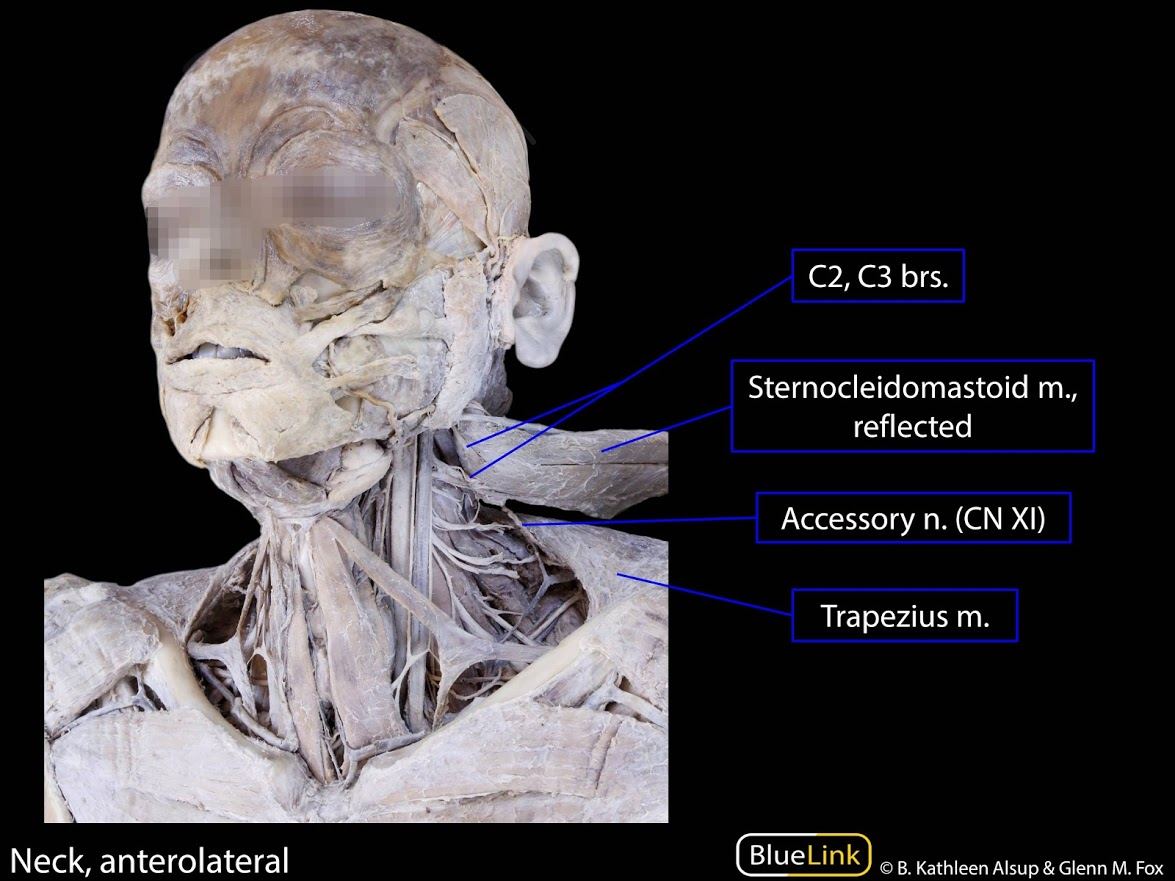 C2, C3 brs.
Sternocleidomastoid m.,
reflected
Accessory n. (CN XI)
Trapezius m.
Neck, anterolateral
BlueLink
© B. Kathleen Alsup & Glenn M. Fox